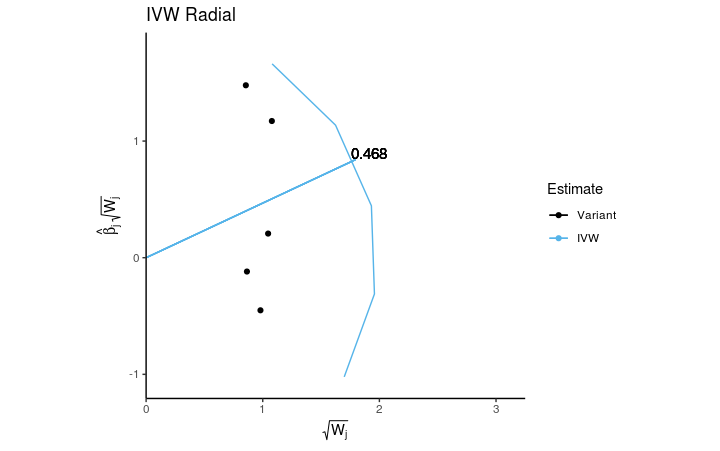 IVW Radial
0.468
1
0
-1
β̂j√Wj
0
1
2
3
√Wj
Estimate
Variant
IVW